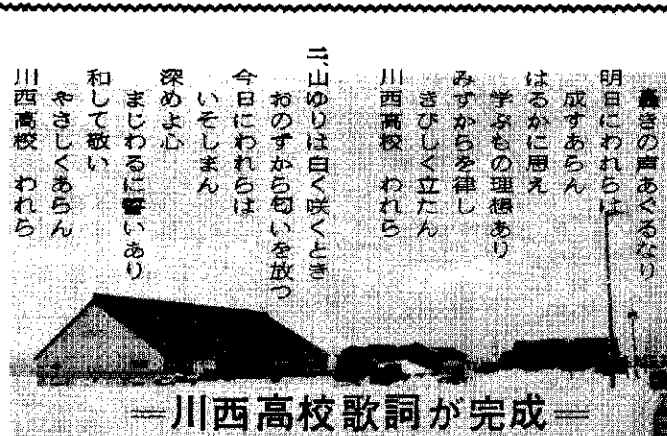 轟きの声あぐるなり
明日にわれらは
成すあらん
はるかに思え
学ぶもの理想あり
みずからを律し
きびしく立たん
川西高校 われら
二、山ゆりは白く咲くとき
おのずから匂いを放つ
今日にわれらは
いそしまん
深めよ心
まじわるに誓いあり
和して敬い
やさしくあらん
川西高校 われら
=川西高校歌詞が完成=